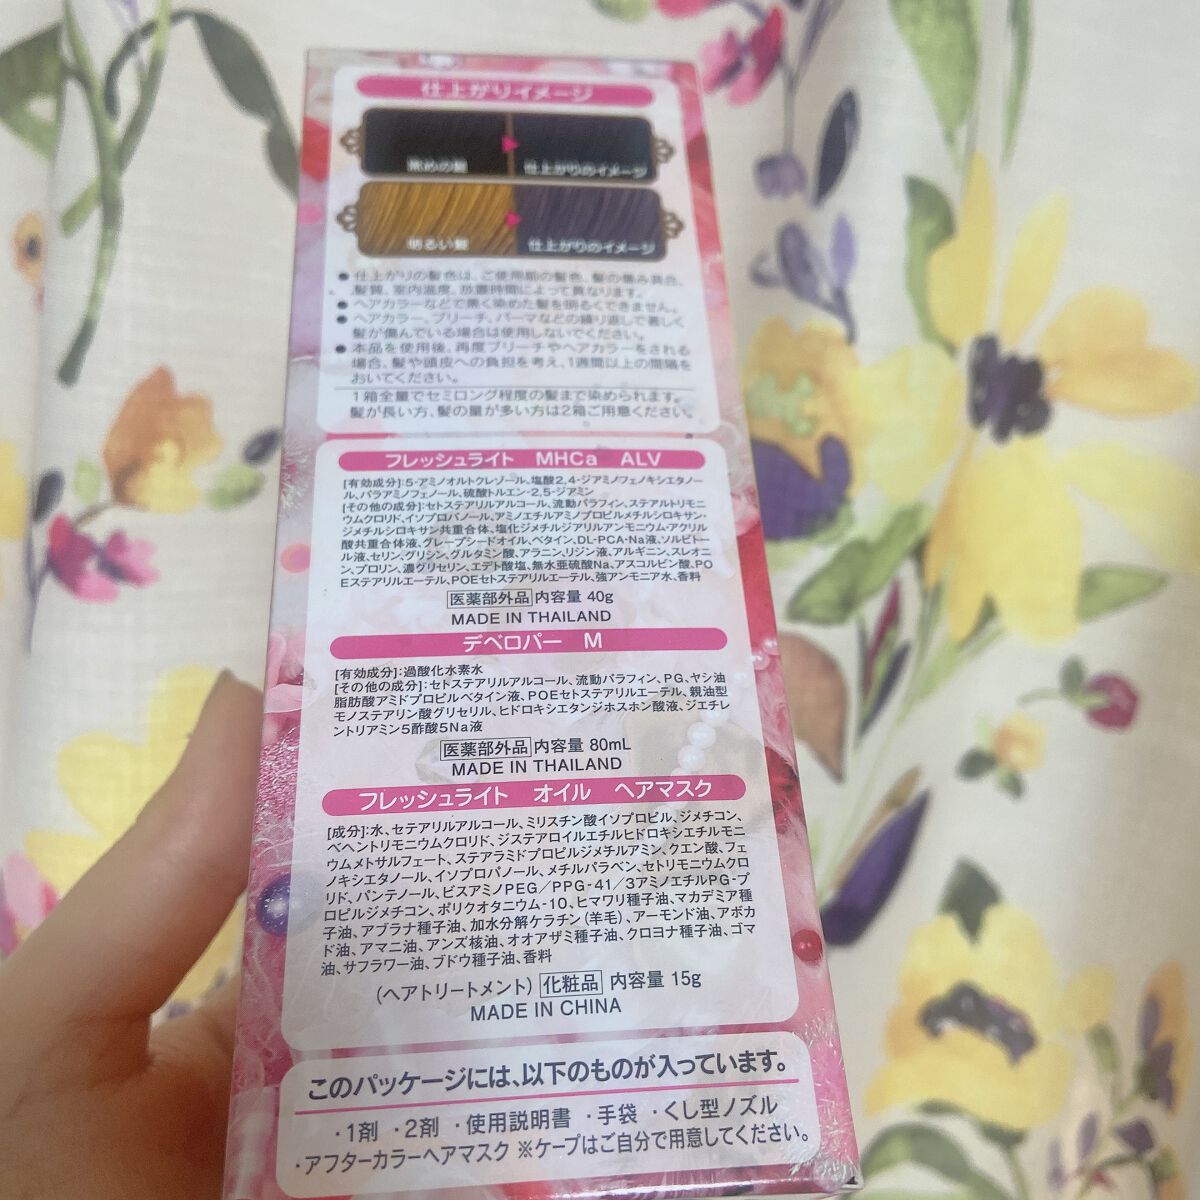 仕上がりイメージ
黒めの髪 仕上がりのイメージ
明るい髪 仕上がりのイメージ
●仕上がりの髪色は、ご使用前の髪色、髪の傷み具合、
髪質、室内温度、放置時間によって異なります。
●ヘアカラーなどで黒く染めた髪を明るくできません。
●ヘアカラー、ブリーチ、パーマなどの繰り返しで著しく
髪が傷んでいる場合は使用しないでください。
●本品を使用後、再度ブリーチやヘアカラーをされる
場合、髪や頭皮への負担を考え、1週間以上の間隔を
おいてください。
1箱全量でセミロング程度の髪まで染められます。
髪が長い方、髪の量が多い方は2箱ご用意ください。
フレッシュライト MHCa ALV
[有効成分]:5-アミノオルトクレゾール、塩酸2,4-ジアミノフェノキシエタノー
ル、パラアミノフェノール、硫酸トルエン-2,5-ジアミン
[その他の成分]:セトステアリルアルコール、流動パラフィン、ステアルトリモニ
ウムクロリド、イソプロパノール、アミノエチルアミノプロピルメチルシロキサン・
ジメチルシロキサン共重合体、塩化ジメチルジアリルアンモニウム・アクリル
酸共重合体液、グレープシードオイル、ベタイン、DL-PCA・Na液、ソルビトー
ル液、セリン、グリシン、グルタミン酸、アラニン、リジン液、アルギニン、スレオニ
ン、プロリン、濃グリセリン、エデト酸塩、無水亜硫酸Na、アスコルビン酸、PO
Eステアリルエーテル、POEセトステアリルエーテル、強アンモニア水、香料
医薬部外品 内容量 40g
MADE IN THAILAND
デベロパー M
[有効成分]:過酸化水素水
[その他の成分]:セトステアリルアルコール、流動パラフィン、PG、ヤシ油
脂肪酸アミドプロピルベタイン液、POEセトステアリルエーテル、親油型
モノステアリン酸グリセリル、ヒドロキシエタンジホスホン酸液、ジエチレ
ントリアミン5酢酸5Na液
医薬部外品 内容量 80mL
MADE IN THAILAND
フレッシュライト オイル ヘアマスク
[成分]:水、セテアリルアルコール、ミリスチン酸イソプロピル、ジメチコン、
ベヘントリモニウムクロリド、ジステアロイルエチルヒドロキシエチルモニ
ウムメトサルフェート、ステアラミドプロピルジメチルアミン、クエン酸、フェ
ノキシエタノール、イソプロパノール、メチルパラベン、セトリモニウムクロ
リド、パンテノール、ビスアミノPEG/PPG-41/3アミノエチルPG-プ
ロピルジメチコン、ポリクオタニウム-10、ヒマワリ種子油、マカデミア種
子油、アブラナ種子油、加水分解ケラチン(羊毛)、アーモンド油、アボカ
ド油、アマニ油、アンズ核油、オオアザミ種子油、クロヨナ種子油、ゴマ
油、サフラワー油、ブドウ種子油、香料
(ヘアトリートメント) 化粧品 内容量 15g
MADE IN CHINA
このパッケージには、以下のものが入っています。
・1剤 ・2剤 ・使用説明書 ・手袋 ・くし型ノズル
・アフターカラーヘアマスク ※ケープはご自分で用意してください。